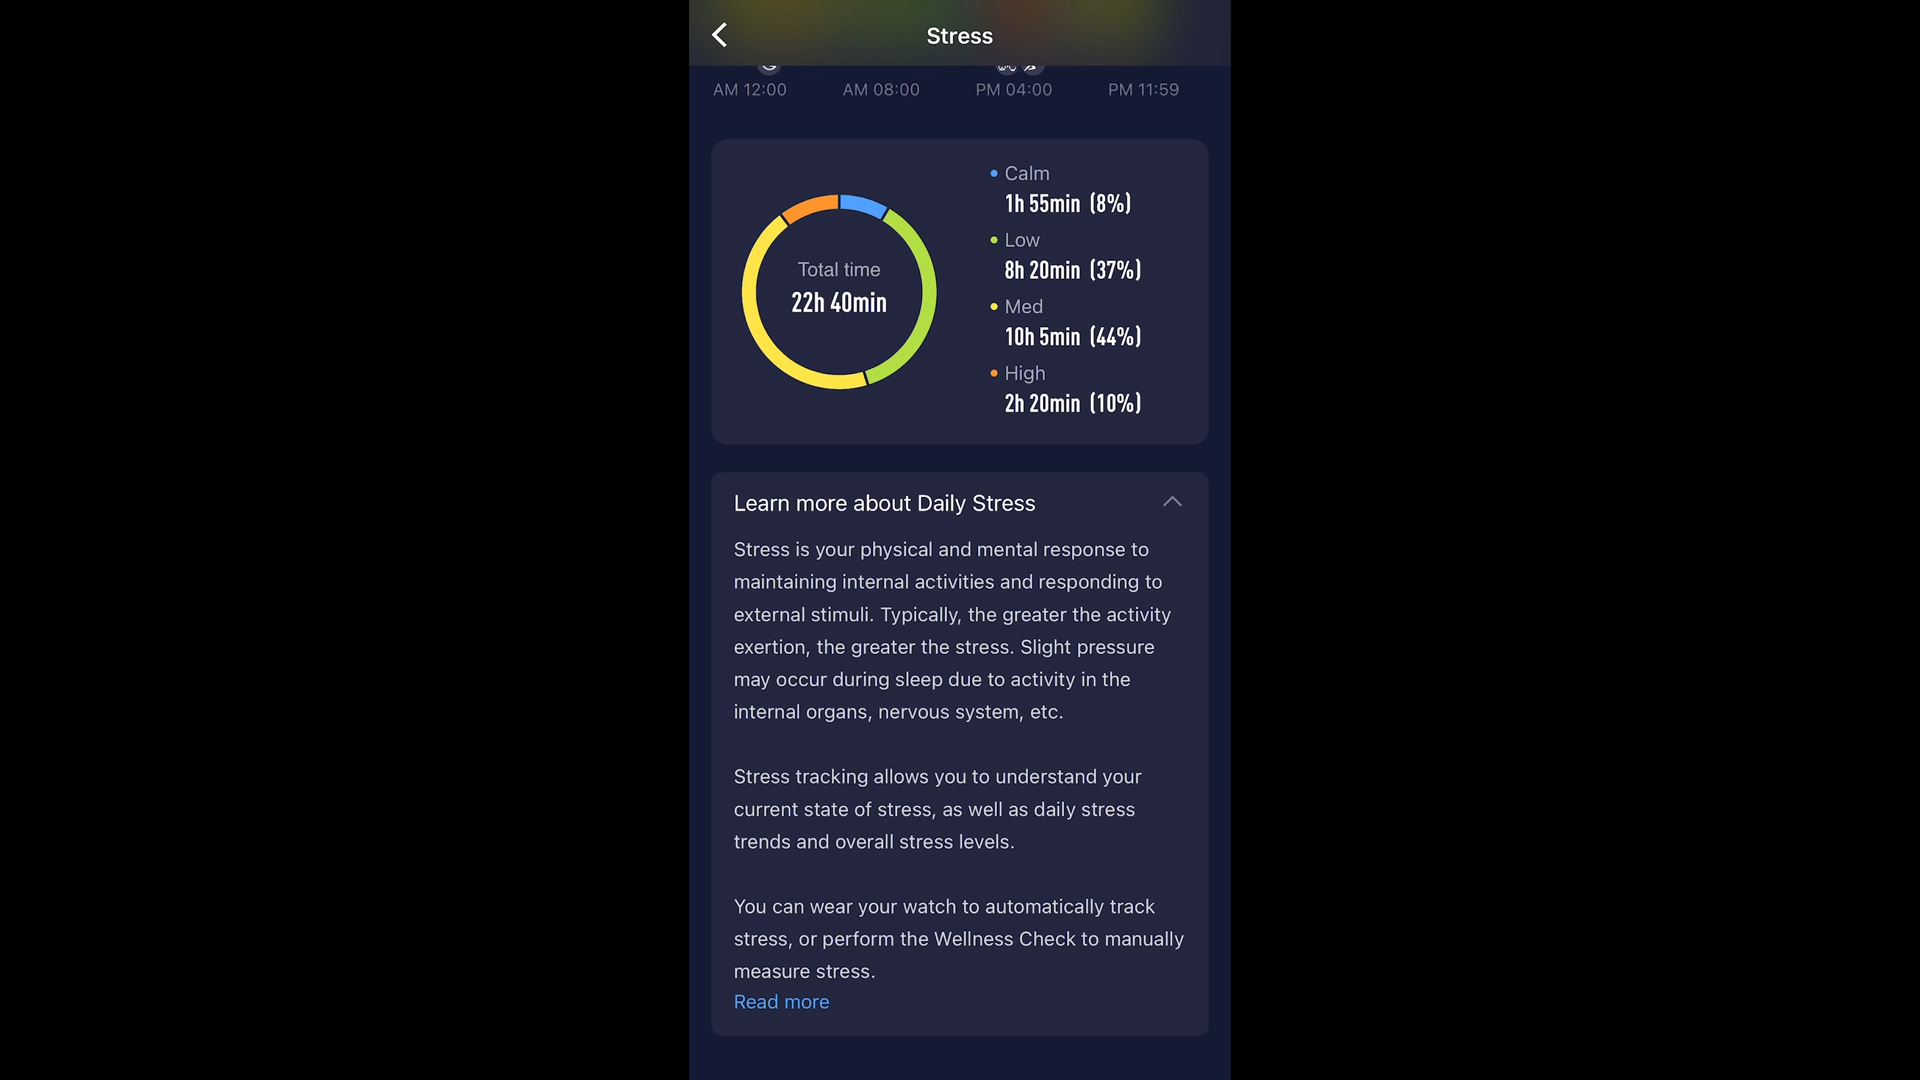 Stress
AM 12:00 AM 08:00 PM 04:00 PM 11:59
Total time
22h 40min
Calm
1h 55min (8%)
Low
8h 20min (37%)
Med
10h 5min (44%)
High
2h 20min (10%)
Learn more about Daily Stress
Stress is your physical and mental response to
maintaining internal activities and responding to
external stimuli. Typically, the greater the activity
exertion, the greater the stress. Slight pressure
may occur during sleep due to activity in the
internal organs, nervous system, etc.
Stress tracking allows you to understand your
current state of stress, as well as daily stress
trends and overall stress levels.
You can wear your watch to automatically track
stress, or perform the Wellness Check to manually
measure stress.
Read more